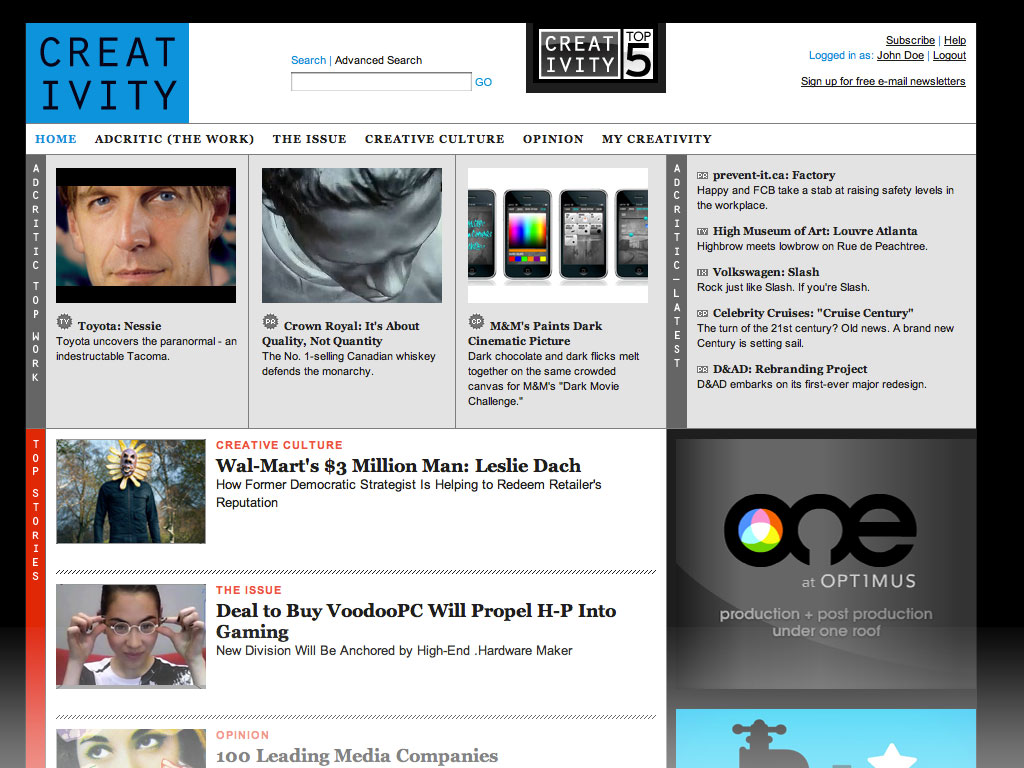 CREAT
IVITY
Search | Advanced Search
GO
CREAT
IVITY
TOP
5
Subscribe | Help
Logged in as: John Doe | Logout
Sign up for free e-mail newsletters
HOME ADCRITIC (THE WORK) THE ISSUE CREATIVE CULTURE OPINION MY CREATIVITY
ADCRITIC TOP WORK
TV Toyota: Nessie
Toyota uncovers the paranormal - an
indestructable Tacoma.
PR Crown Royal: It's About
Quality, Not Quantity
The No. 1-selling Canadian whiskey
defends the monarchy.
M&M's Paints Dark
Cinematic Picture
Dark chocolate and dark flicks melt
together on the same crowded
canvas for M&M's "Dark Movie
Challenge."
ADCRITIC—LATEST
prevent-it.ca: Factory
Happy and FCB take a stab at raising safety levels in
the workplace.
TV High Museum of Art: Louvre Atlanta
Highbrow meets lowbrow on Rue de Peachtree.
Volkswagen: Slash
Rock just like Slash. If you're Slash.
Celebrity Cruises: "Cruise Century"
The turn of the 21st century? Old news. A brand new
Century is setting sail.
D&AD: Rebranding Project
D&AD embarks on its first-ever major redesign.
TOP STORIES
CREATIVE CULTURE
Wal-Mart's $3 Million Man: Leslie Dach
How Former Democratic Strategist Is Helping to Redeem Retailer's
Reputation
THE ISSUE
Deal to Buy VoodooPC Will Propel H-P Into
Gaming
New Division Will Be Anchored by High-End .Hardware Maker
OPINION
100 Leading Media Companies
one
at OPT1MUS
production + post production
under one roof